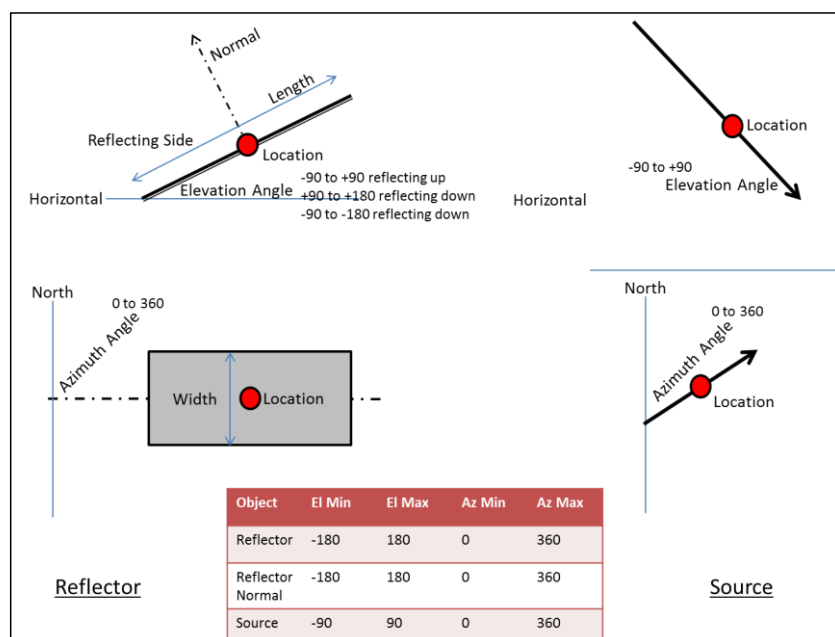 Normal
Length
Reflecting Side
Location
Elevation Angle
-90 to +90 reflecting up
+90 to +180 reflecting down
-90 to -180 reflecting down
Horizontal
Location
-90 to +90
Elevation Angle
Horizontal
North
0 to 360
Azimuth Angle
Width
Location
North
0 to 360
Azimuth Angle
Location
Object El Min El Max Az Min Az Max
Reflector -180 180 0 360
Reflector Normal -180 180 0 360
Source -90 90 0 360
Reflector
Source